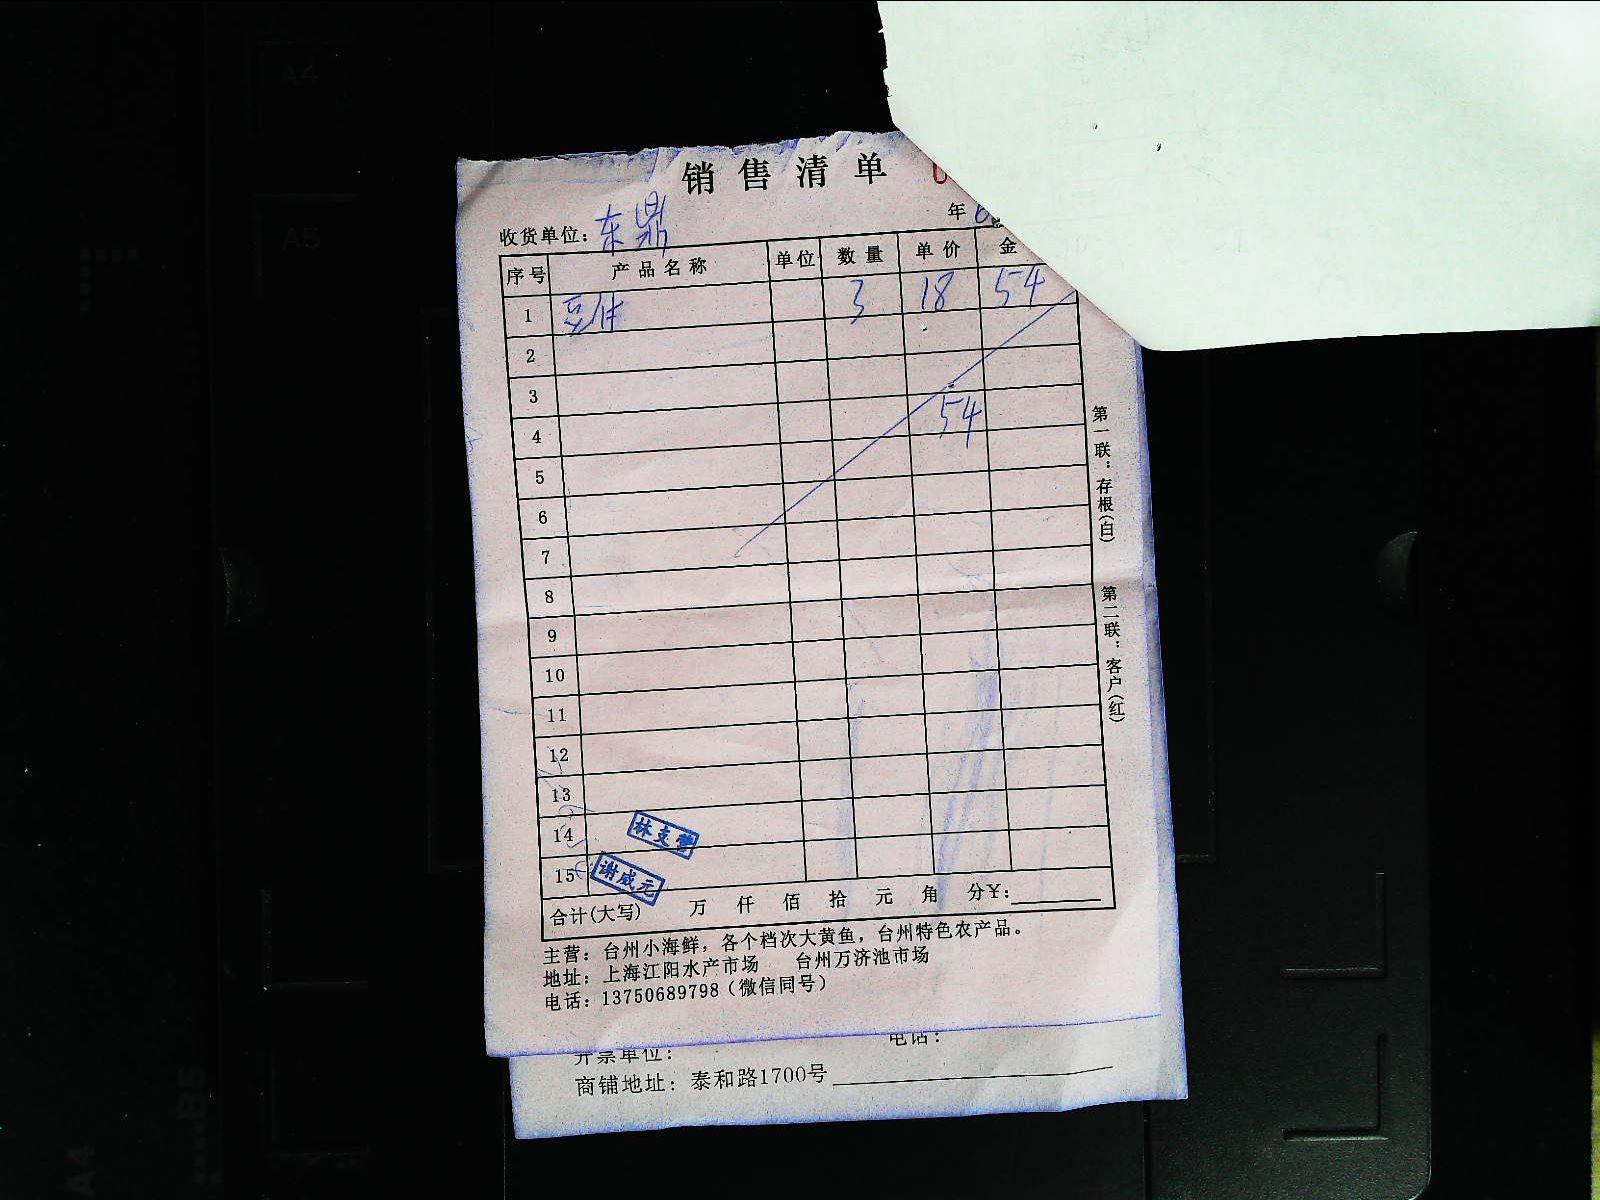 销售清单
年 6
收货单位：东鼎
序号 产品名称 单位 数量 单价 金
1 3 18 54
2
3
4 54
5
6
7
8
9
10
11
12
13
14 林支营
15 谢威元
合计(大写) 万 仟 佰 拾 元 角 分¥：
主营：台州小海鲜，各个档次大黄鱼，台州特色农产品。
地址：上海江阳水产市场 台州万济池市场
电话：13750689798（微信同号）
第一联：存根(白)
第二联：客户(红)
开票单位： 电话：
商铺地址：泰和路1700号
A4
A5
B5
A4